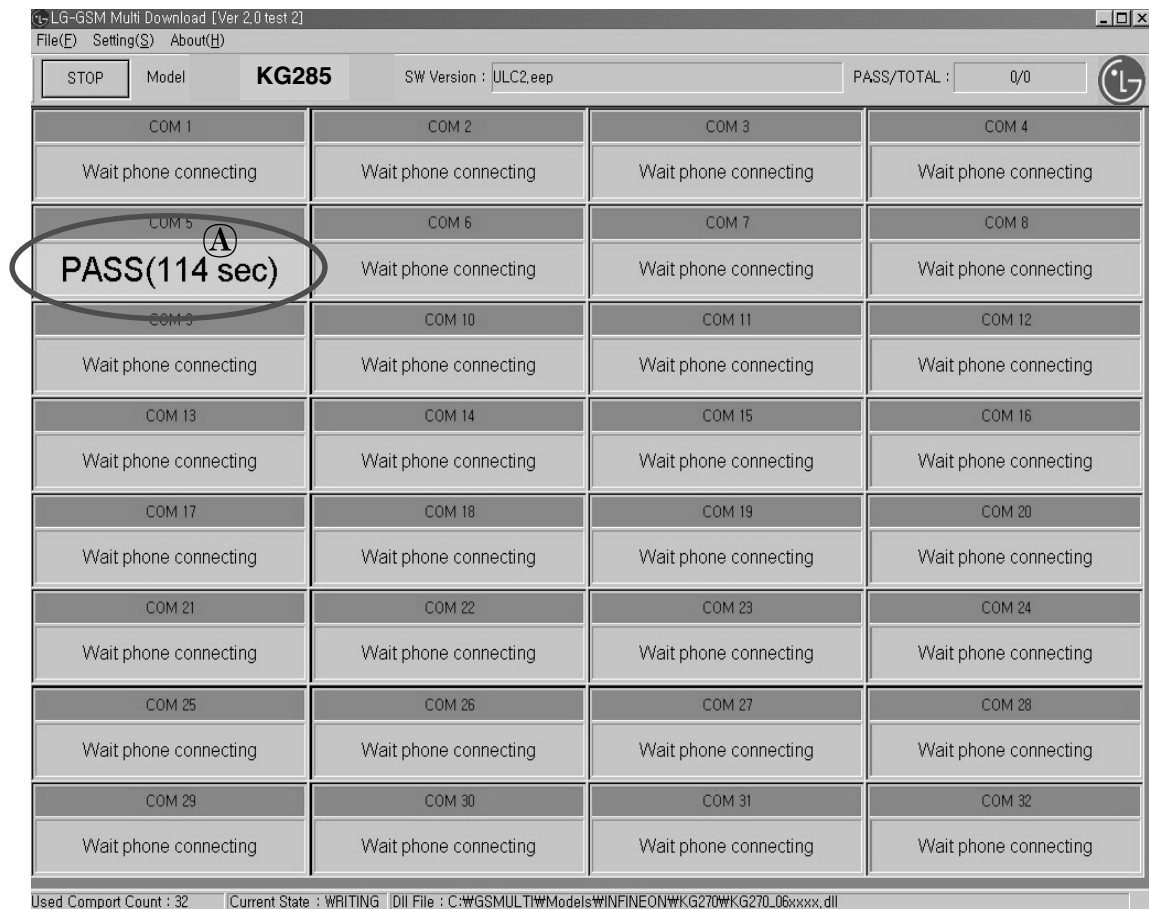 LG-GSM Multi Download [Ver 2,0 test 2]
File(F) Setting(S) About(H)
STOP Model KG285 SW Version : ULC2,eep PASS/TOTAL : 0/0 LG
COM 1 COM 2 COM 3 COM 4
Wait phone connecting Wait phone connecting Wait phone connecting Wait phone connecting
COM 5 COM 6 COM 7 COM 8
A
PASS(114 sec) Wait phone connecting Wait phone connecting Wait phone connecting
COM 9 COM 10 COM 11 COM 12
Wait phone connecting Wait phone connecting Wait phone connecting Wait phone connecting
COM 13 COM 14 COM 15 COM 16
Wait phone connecting Wait phone connecting Wait phone connecting Wait phone connecting
COM 17 COM 18 COM 19 COM 20
Wait phone connecting Wait phone connecting Wait phone connecting Wait phone connecting
COM 21 COM 22 COM 23 COM 24
Wait phone connecting Wait phone connecting Wait phone connecting Wait phone connecting
COM 25 COM 26 COM 27 COM 28
Wait phone connecting Wait phone connecting Wait phone connecting Wait phone connecting
COM 29 COM 30 COM 31 COM 32
Wait phone connecting Wait phone connecting Wait phone connecting Wait phone connecting
Used Comport Count : 32 Current State : WRITING Dll File : C:₩GSMULTI₩Models₩INFINEON₩KG270₩KG270_06xxxx,dll